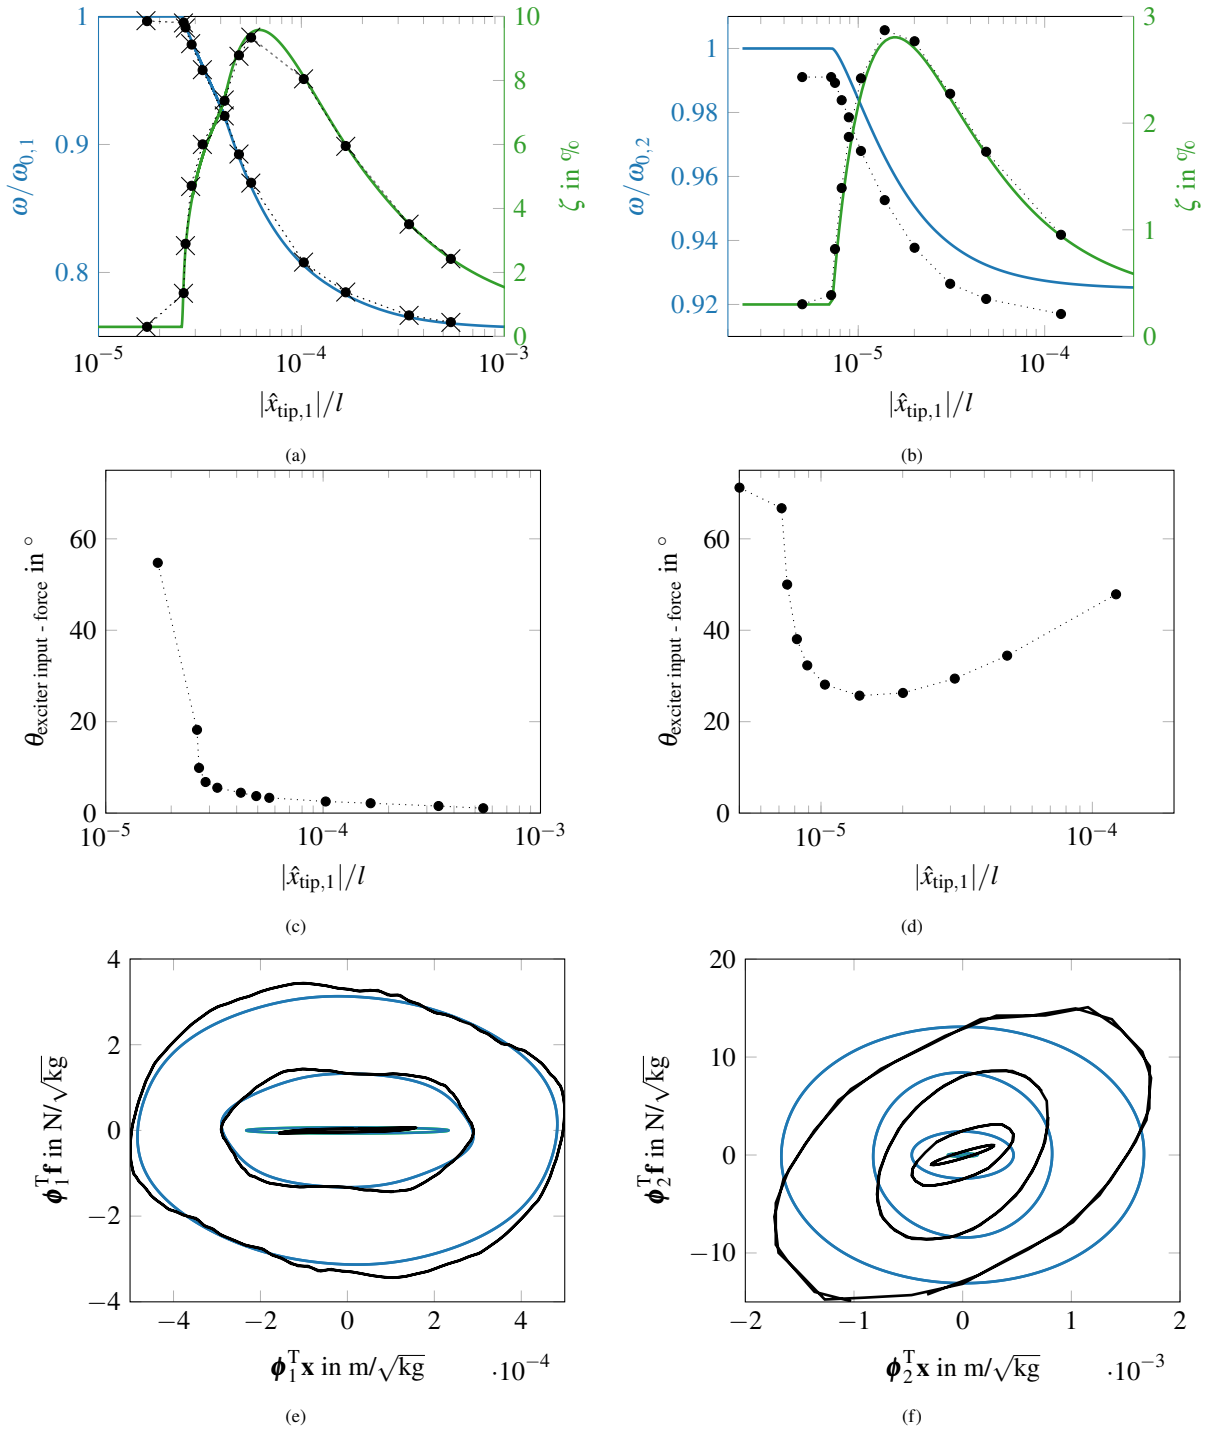 1
0.9
0.8
ω/ω0,1
10
8
6
4
2
0
ζ in %
10−5 10−4 10−3
|x̂tip,1|/l
(a)
1
0.98
0.96
0.94
0.92
ω/ω0,2
3
2
1
0
ζ in %
10−5 10−4
|x̂tip,1|/l
(b)
60
40
20
0
θexciter input - force in °
10−5 10−4 10−3
|x̂tip,1|/l
(c)
60
40
20
0
θexciter input - force in °
10−5 10−4
|x̂tip,1|/l
(d)
4
2
0
−2
−4
ϕ1Tf in N/√kg
−4 −2 0 2 4
ϕ1Tx in m/√kg ·10−4
(e)
20
10
0
−10
ϕ2Tf in N/√kg
−2 −1 0 1 2
ϕ2Tx in m/√kg ·10−3
(f)